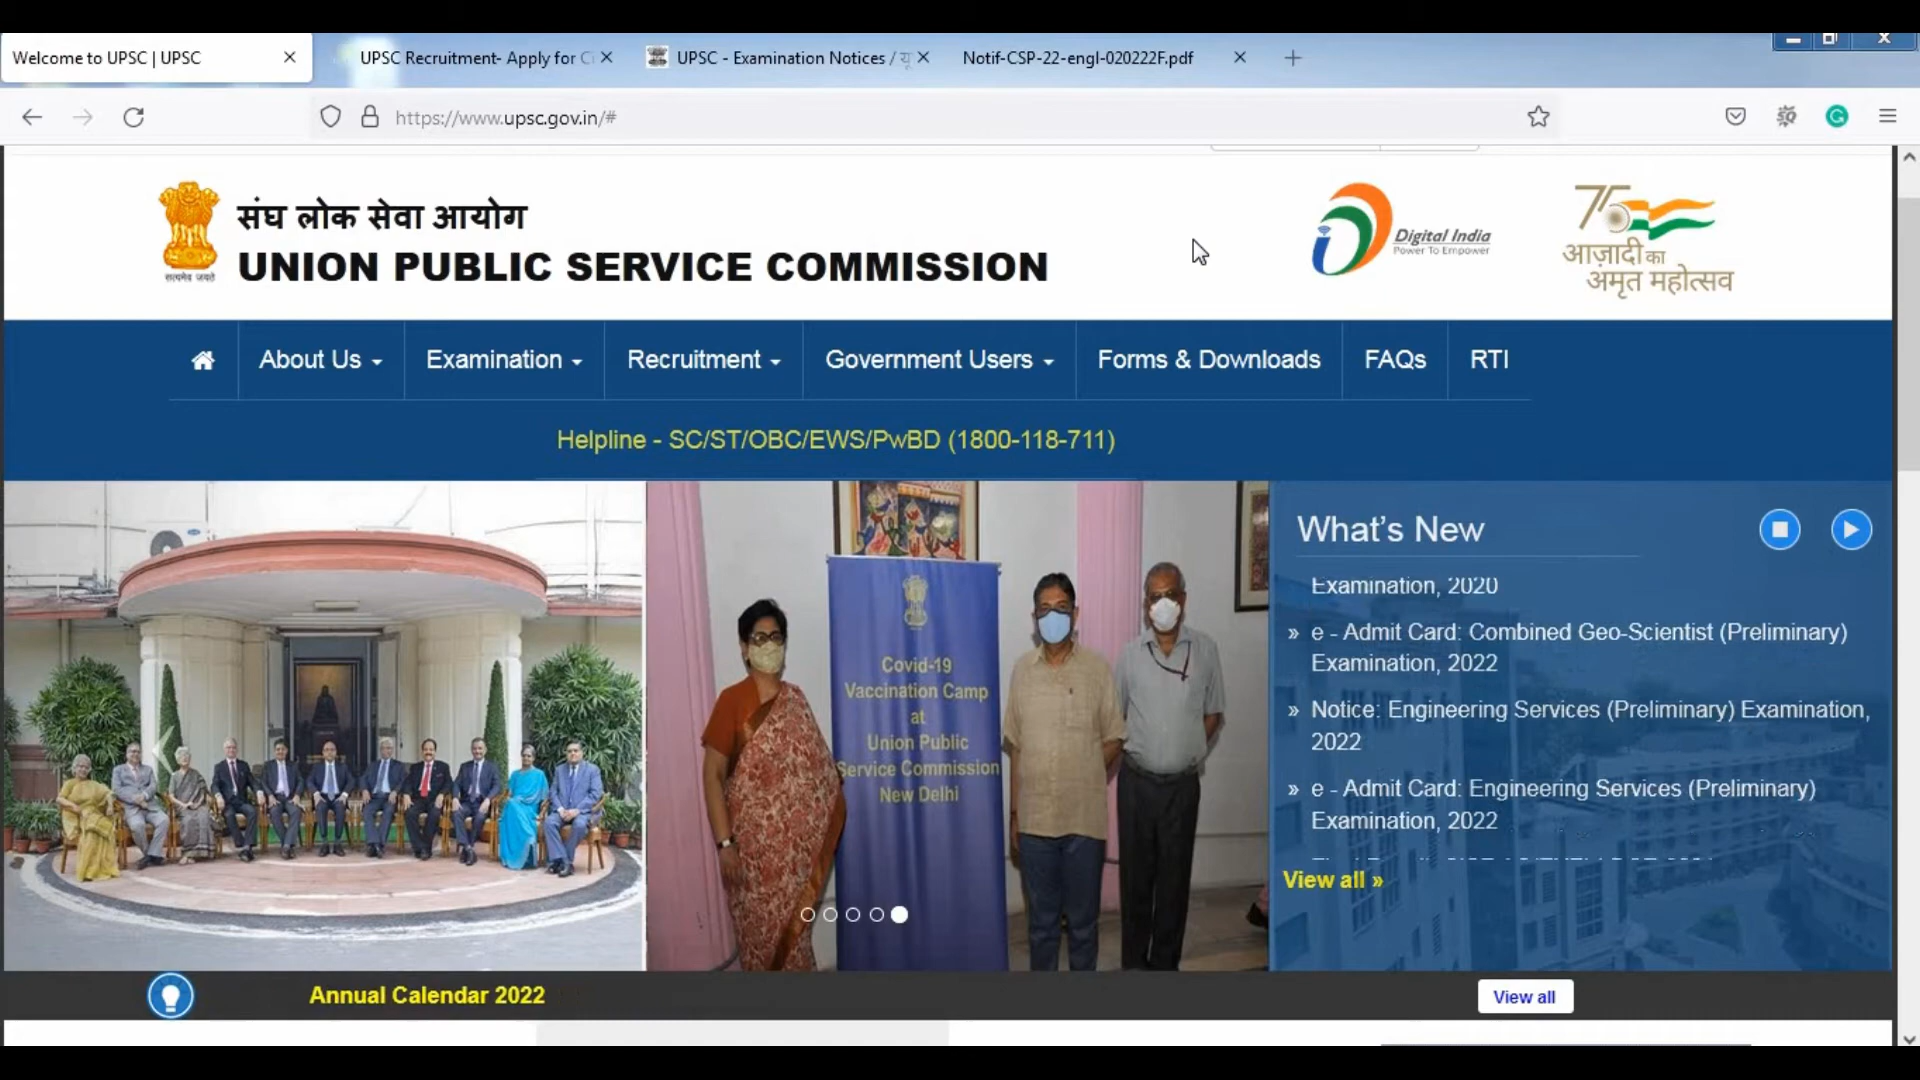 Welcome to UPSC | UPSC
UPSC Recruitment- Apply for
UPSC - Examination Notices /
Notif-CSP-22-engl-020222F.pdf
https://www.upsc.gov.in/#
संघ लोक सेवा आयोग
UNION PUBLIC SERVICE COMMISSION
सत्यमेव जयते
Digital India
Power To Empower
75
आज़ादी का
अमृत महोत्सव
About Us
Examination
Recruitment
Government Users
Forms & Downloads
FAQs
RTI
Helpline - SC/ST/OBC/EWS/PwBD (1800-118-711)
Covid-19
Vaccination Camp
at
Union Public
Service Commission
New Delhi
What's New
Examination, 2020
» e - Admit Card: Combined Geo-Scientist (Preliminary)
Examination, 2022
» Notice: Engineering Services (Preliminary) Examination,
2022
» e - Admit Card: Engineering Services (Preliminary)
Examination, 2022
View all »
Annual Calendar 2022
View all